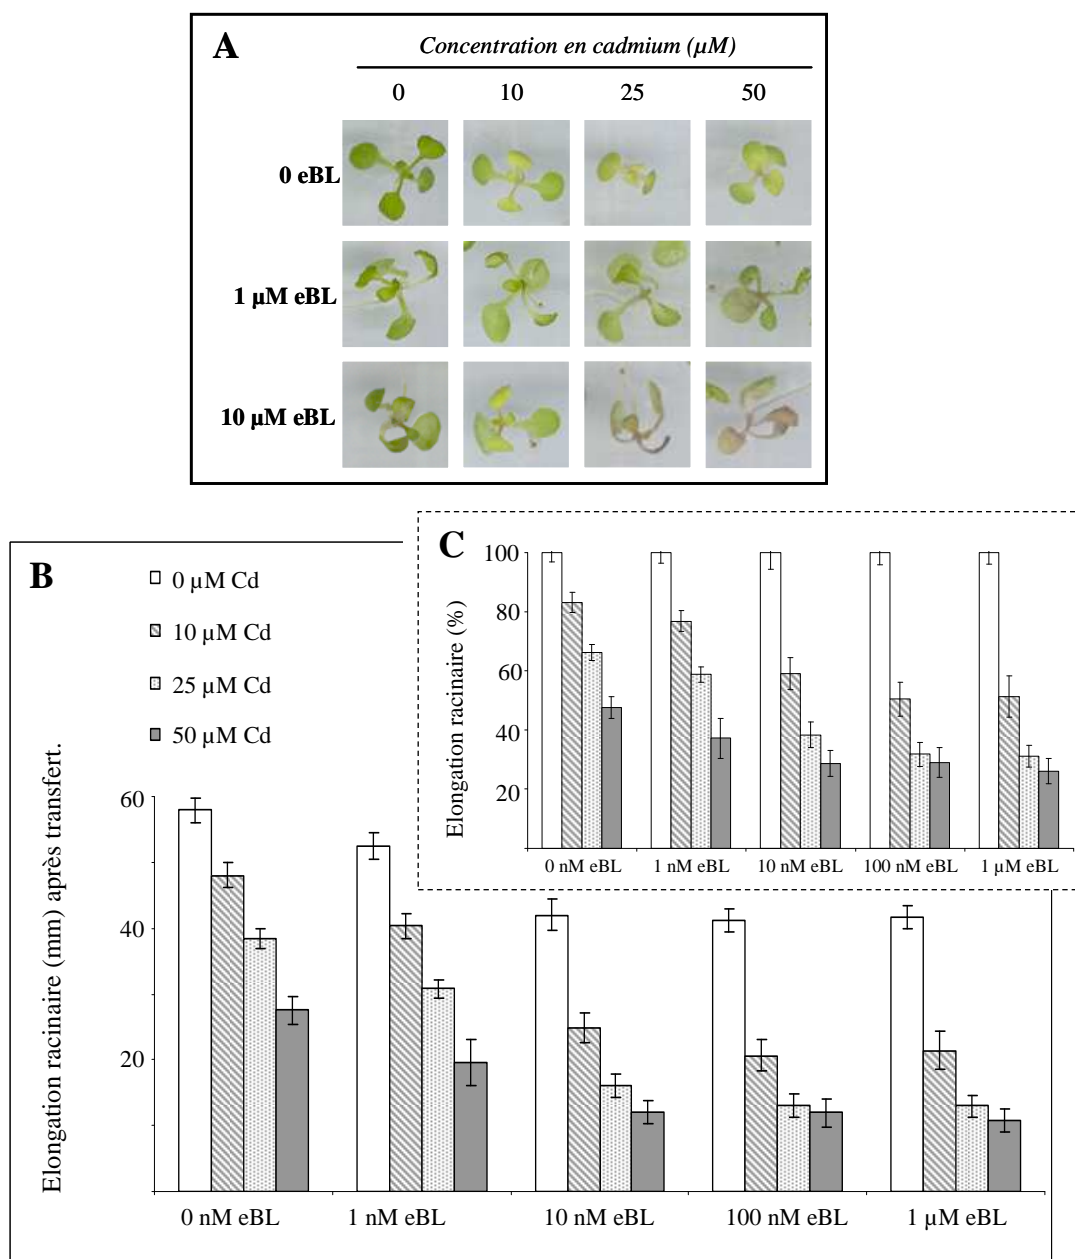 A
Concentration en cadmium (µM)
0 10 25 50
0 eBL
1 µM eBL
10 µM eBL
B
0 µM Cd
10 µM Cd
25 µM Cd
50 µM Cd
Elongation racinaire (mm) après transfert.
60
40
20
0 nM eBL 1 nM eBL 10 nM eBL 100 nM eBL 1 µM eBL
C
Elongation racinaire (%)
100
80
60
40
20
0 nM eBL 1 nM eBL 10 nM eBL 100 nM eBL 1 µM eBL